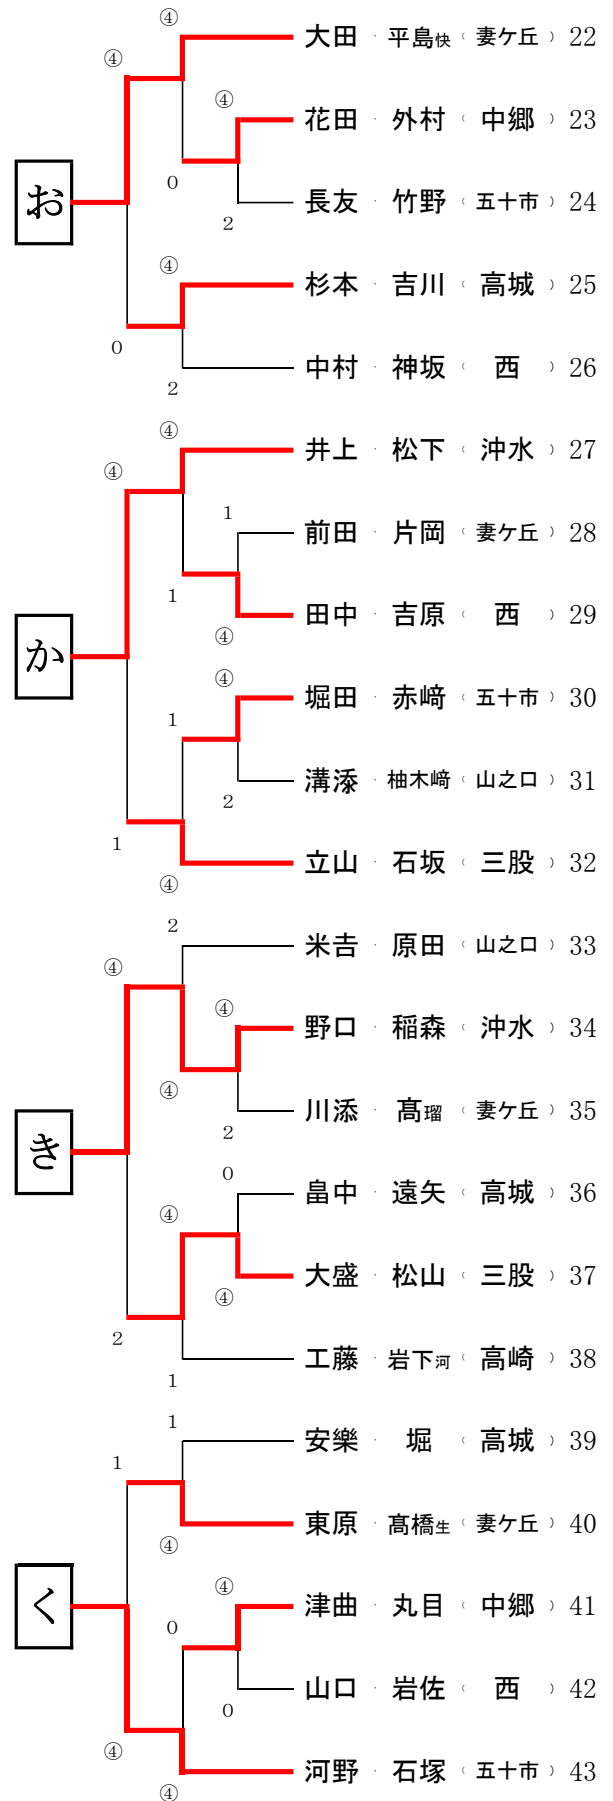 ④
大田 · 平島快 （ 妻ケ丘 ） 22
④
④
花田 · 外村 （ 中郷 ） 23
0
お
長友 · 竹野 （ 五十市 ） 24
2
④
杉本 · 吉川 （ 高城 ） 25
0
中村 · 神坂 （ 西 ） 26
2
④
井上 · 松下 （ 沖水 ） 27
④
1
前田 · 片岡 （ 妻ケ丘 ） 28
1
田中 · 吉原 （ 西 ） 29
④
か
④
堀田 · 赤﨑 （ 五十市 ） 30
1
溝添 · 柚木﨑 （ 山之口 ） 31
2
1
立山 · 石坂 （ 三股 ） 32
④
2
米𠮷 · 原田 （ 山之口 ） 33
④
④
野口 · 稲森 （ 沖水 ） 34
④
川添 · 髙瑠 （ 妻ケ丘 ） 35
2
き
0
畠中 · 遠矢 （ 高城 ） 36
④
大盛 · 松山 （ 三股 ） 37
④
2
工藤 · 岩下河 （ 高崎 ） 38
1
1
安樂 · 堀 （ 高城 ） 39
1
東原 · 髙橋生 （ 妻ケ丘 ） 40
④
④
津曲 · 丸目 （ 中郷 ） 41
く
0
山口 · 岩佐 （ 西 ） 42
0
④
河野 · 石塚 （ 五十市 ） 43
④